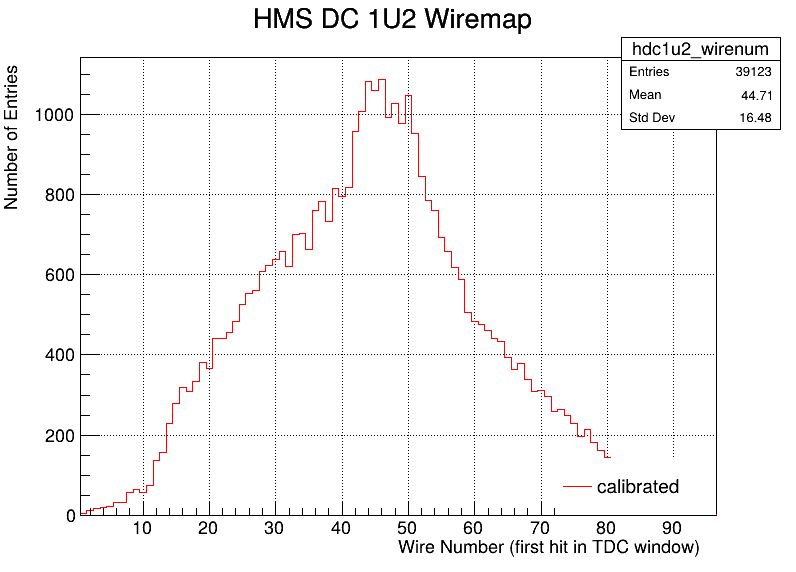 HMS DC 1U2 Wiremap
hdc1u2_wirenum
Entries 39123
Mean 44.71
Std Dev 16.48
Number of Entries
1000
800
600
400
200
0
10 20 30 40 50 60 70 80 90
calibrated
Wire Number (first hit in TDC window)